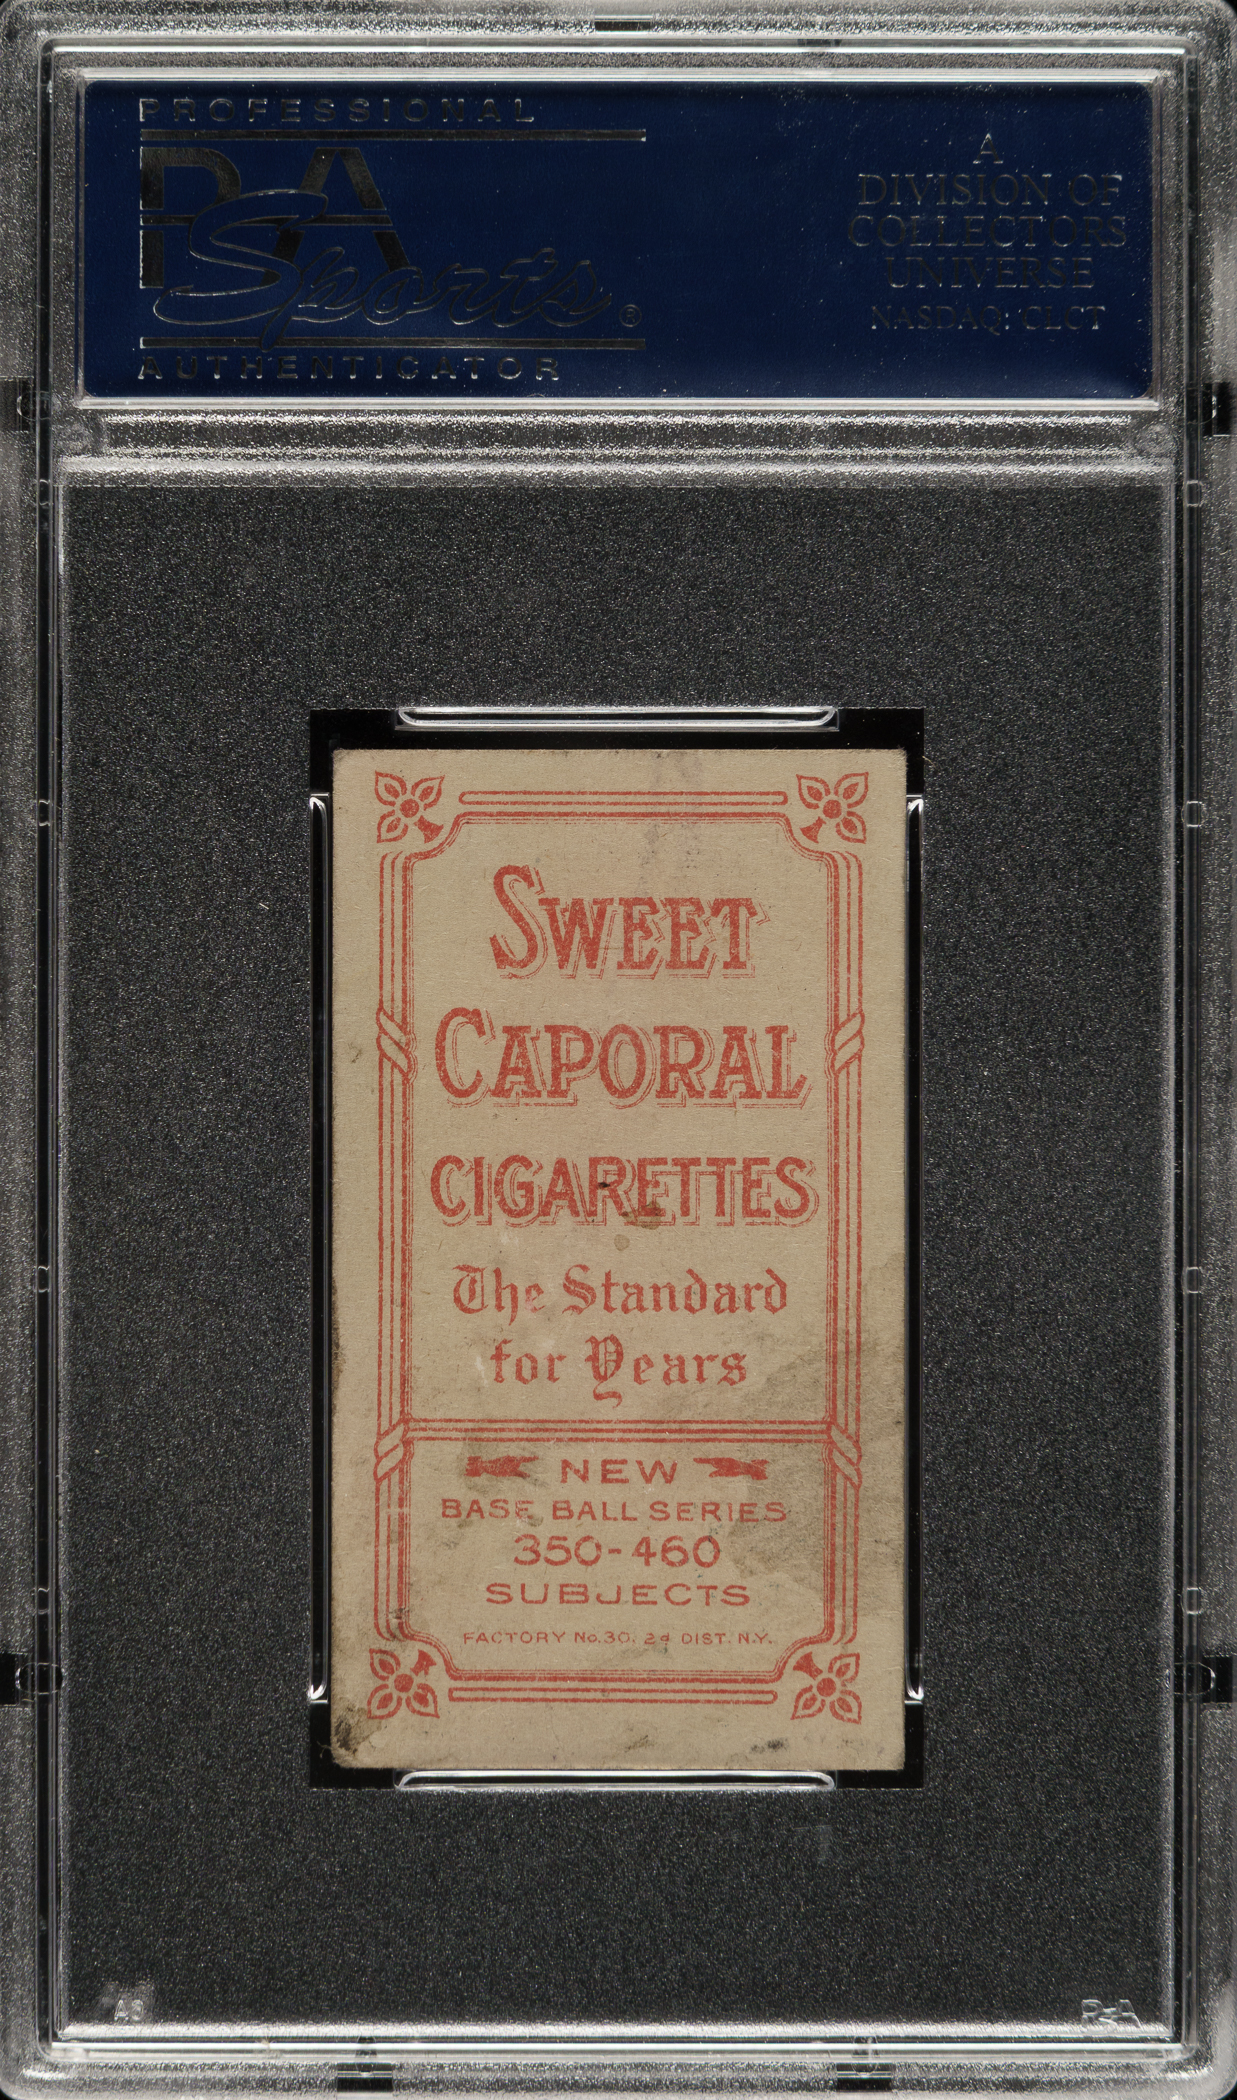 PROFESSIONAL
PSA
Sports®
AUTHENTICATOR
A
DIVISION OF
COLLECTORS
UNIVERSE
NASDAQ: CLCT
SWEET
CAPORAL
CIGARETTES
The Standard
for Years
NEW
BASE BALL SERIES
350-460
SUBJECTS
FACTORY No.30, 2d DIST. N.Y.
PSA